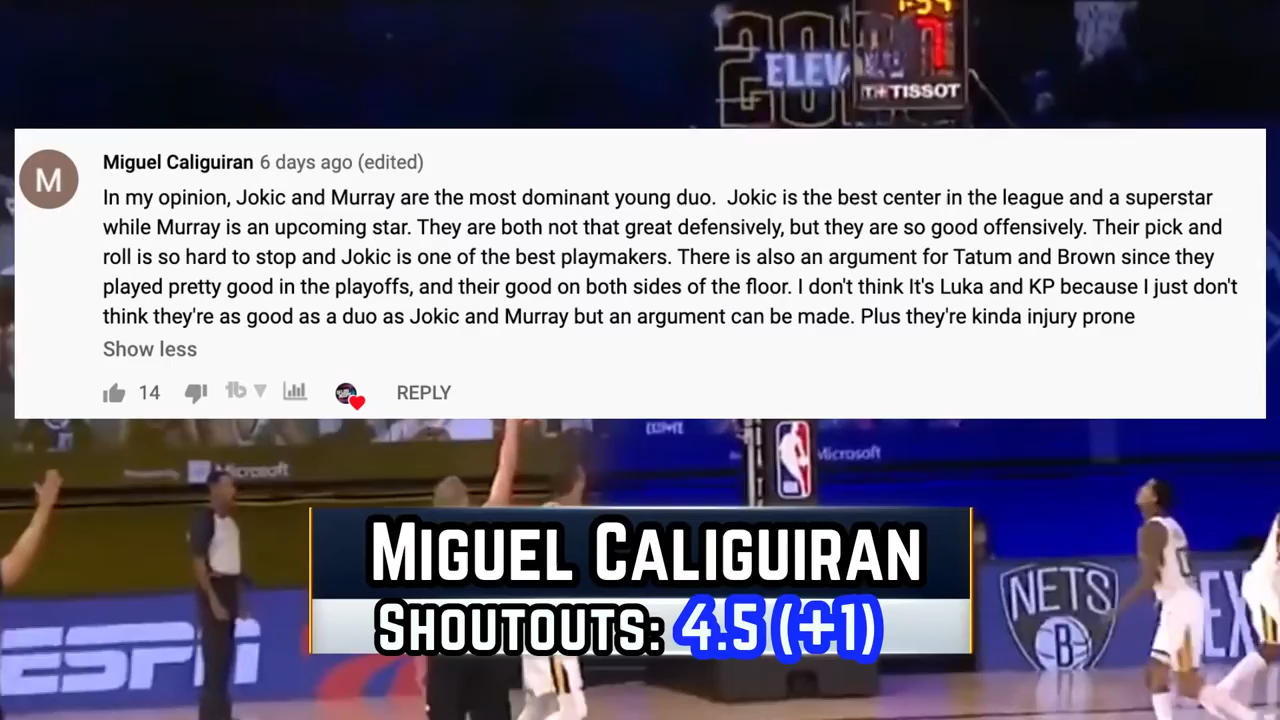 1:54
20
ELEV
7
TISSOT
M
Miguel Caliguiran 6 days ago (edited)
In my opinion, Jokic and Murray are the most dominant young duo. Jokic is the best center in the league and a superstar
while Murray is an upcoming star. They are both not that great defensively, but they are so good offensively. Their pick and
roll is so hard to stop and Jokic is one of the best playmakers. There is also an argument for Tatum and Brown since they
played pretty good in the playoffs, and their good on both sides of the floor. I don't think It's Luka and KP because I just don't
think they're as good as a duo as Jokic and Murray but an argument can be made. Plus they're kinda injury prone
Show less
14
REPLY
Microsoft
Microsoft
MIGUEL CALIGUIRAN
SHOUTOUTS: 4.5(+1)
NETS
B
ESPN